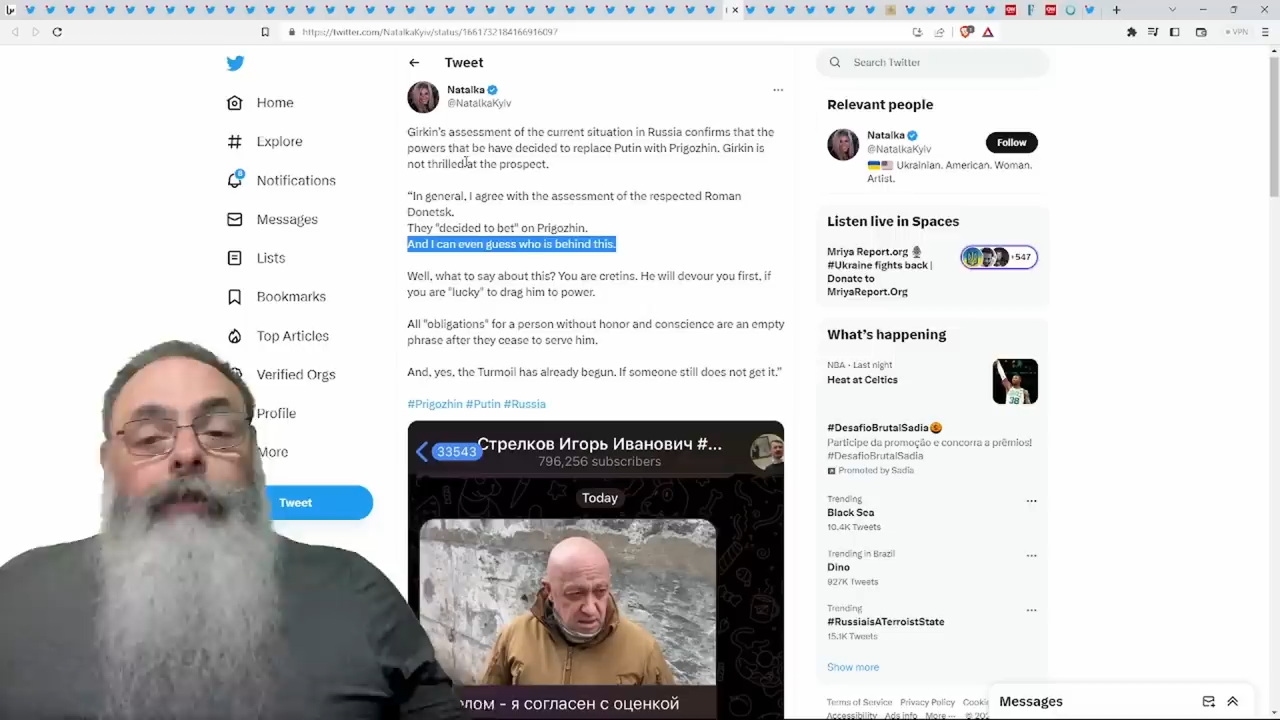 https://twitter.com/NatalkaKyiv/status/1661732184166916097
VPN
Home
Explore
8
Notifications
Messages
Lists
Bookmarks
Top Articles
Verified Orgs
Profile
More
Tweet
Tweet
Natalka
@NatalkaKyiv
Girkin's assessment of the current situation in Russia confirms that the
powers that be have decided to replace Putin with Prigozhin. Girkin is
not thrilled at the prospect.
“In general, I agree with the assessment of the respected Roman
Donetsk.
They "decided to bet" on Prigozhin.
And I can even guess who is behind this.
Well, what to say about this? You are cretins. He will devour you first, if
you are "lucky" to drag him to power.
All "obligations" for a person without honor and conscience are an empty
phrase after they cease to serve him.
And, yes, the Turmoil has already begun. If someone still does not get it.”
#Prigozhin #Putin #Russia
33543
Стрелков Игорь Иванович #...
796,256 subscribers
Today
лом - я согласен с оценкой
Search Twitter
Relevant people
Natalka
@NatalkaKyiv
Follow
🇺🇦🇺🇸 Ukrainian. American. Woman.
Artist.
Listen live in Spaces
Mriya Report.org 🎙
#Ukraine fights back |
Donate to
MriyaReport.Org
+547
What's happening
NBA · Last night
Heat at Celtics
#DesafioBrutalSadia
Participe da promoção e concorra a prêmios!
#DesafioBrutalSadia
Promoted by Sadia
Trending
Black Sea
10.4K Tweets
Trending in Brazil
Dino
927K Tweets
Trending
#RussiaisATerroistState
15.1K Tweets
Show more
Terms of Service Privacy Policy Cookie
Accessibility Ads info More ...
Messages